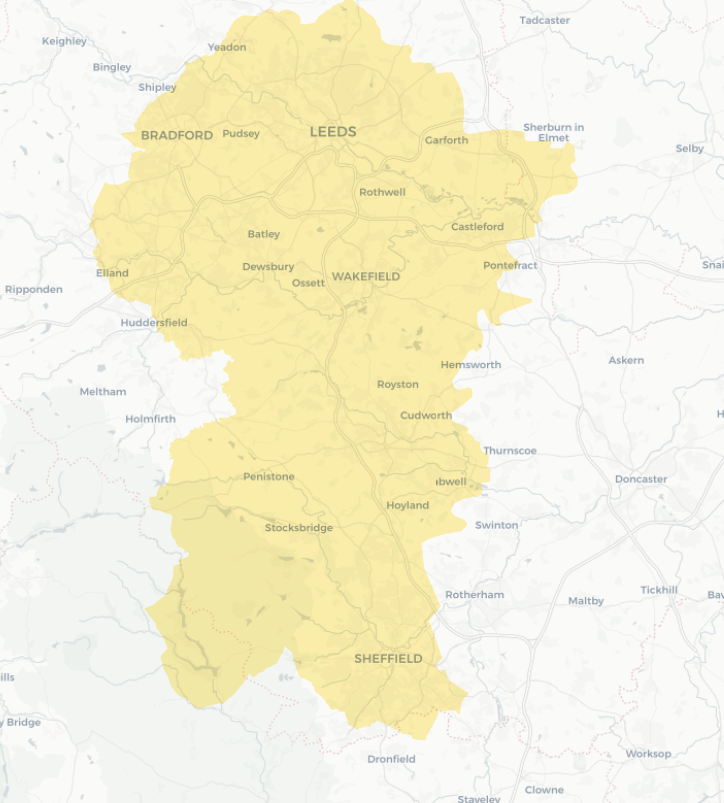 Tadcaster
Keighley
Yeadon
Bingley
Shipley
BRADFORD
Pudsey
LEEDS
Garforth
Sherburn in
Elmet
Selby
Rothwell
Batley
Castleford
Dewsbury
Ossett
WAKEFIELD
Pontefract
Snai
Elland
Ripponden
Huddersfield
Hemsworth
Askern
Royston
Meltham
Holmfirth
Cudworth
H
Thurnscoe
Penistone
bwell
Doncaster
Hoyland
Stocksbridge
Swinton
Rotherham
Maltby
Tickhill
Baw
SHEFFIELD
ills
y Bridge
Dronfield
Worksop
Clowne
Staveley